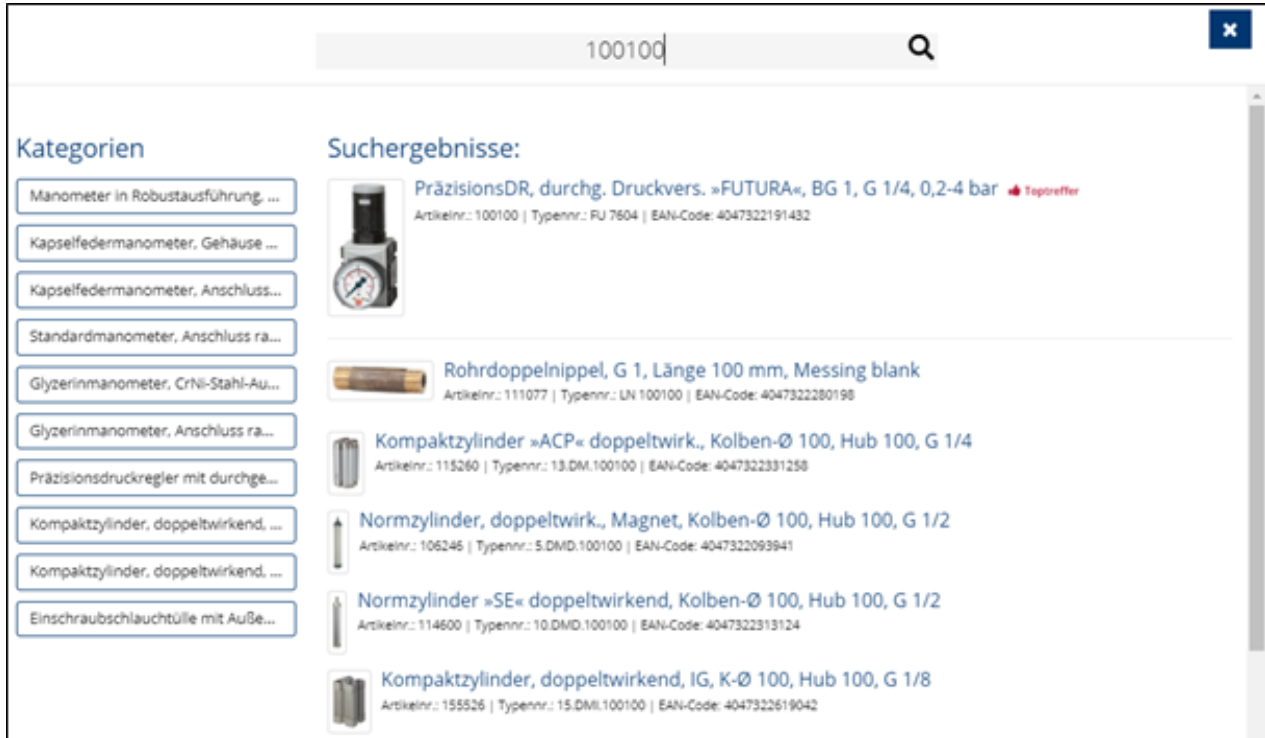 100100
Kategorien
Manometer in Robustausführung, ...
Kapselfedermanometer, Gehäuse ...
Kapselfedermanometer, Anschluss...
Standardmanometer, Anschluss ra...
Glyzerinmanometer, CrNi-Stahl-Au...
Glyzerinmanometer, Anschluss ra...
Präzisionsdruckregler mit durchge...
Kompaktzylinder, doppeltwirkend, ...
Kompaktzylinder, doppeltwirkend, ...
Einschraubschlauchtülle mit Auße...
Suchergebnisse:
PräzisionsDR, durchg. Druckvers. »FUTURA«, BG 1, G 1/4, 0,2-4 bar Toptreffer
Artikelnr.: 100100 | Typennr.: FU 7604 | EAN-Code: 4047322191432
Rohrdoppelnippel, G 1, Länge 100 mm, Messing blank
Artikelnr.: 111077 | Typennr.: LN 100100 | EAN-Code: 4047322280198
Kompaktzylinder »ACP« doppeltwirk., Kolben-Ø 100, Hub 100, G 1/4
Artikelnr.: 115260 | Typennr.: 13.DM.100100 | EAN-Code: 4047322331258
Normzylinder, doppeltwirk., Magnet, Kolben-Ø 100, Hub 100, G 1/2
Artikelnr.: 106246 | Typennr.: 5.DMD.100100 | EAN-Code: 4047322093941
Normzylinder »SE« doppeltwirkend, Kolben-Ø 100, Hub 100, G 1/2
Artikelnr.: 114600 | Typennr.: 10.DMD.100100 | EAN-Code: 4047322313124
Kompaktzylinder, doppeltwirkend, IG, K-Ø 100, Hub 100, G 1/8
Artikelnr.: 155526 | Typennr.: 15.DMI.100100 | EAN-Code: 4047322619042